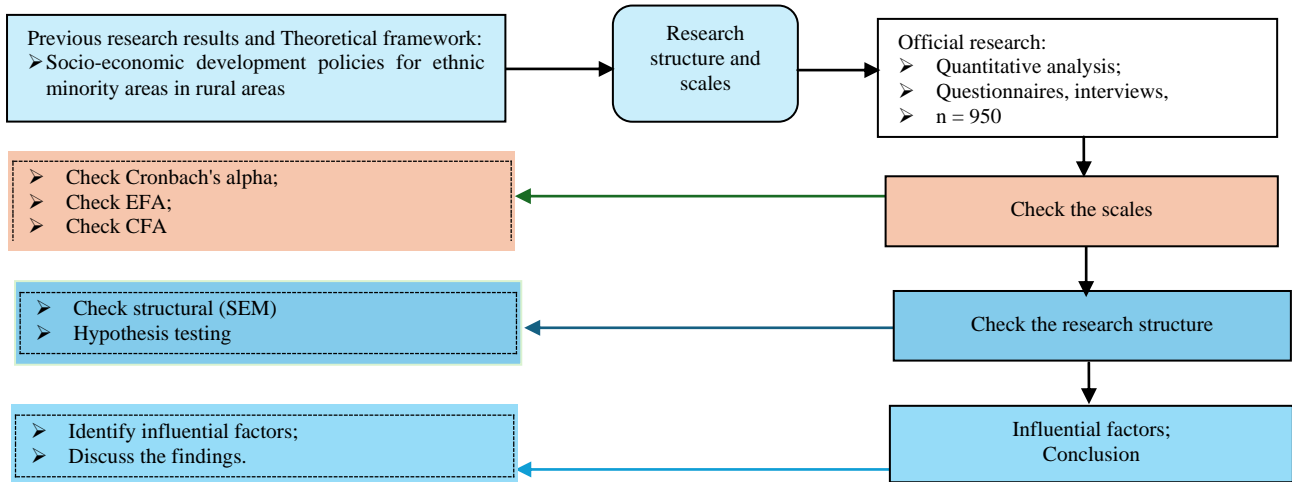 Previous research results and Theoretical framework:
➢Socio-economic development policies for ethnic
minority areas in rural areas
Research
structure and
scales
Official research:
➢ Quantitative analysis;
➢ Questionnaires, interviews,
➢ n = 950
➢ Check Cronbach's alpha;
➢ Check EFA;
➢ Check CFA
Check the scales
➢ Check structural (SEM)
➢ Hypothesis testing
Check the research structure
➢ Identify influential factors;
➢ Discuss the findings.
Influential factors;
Conclusion